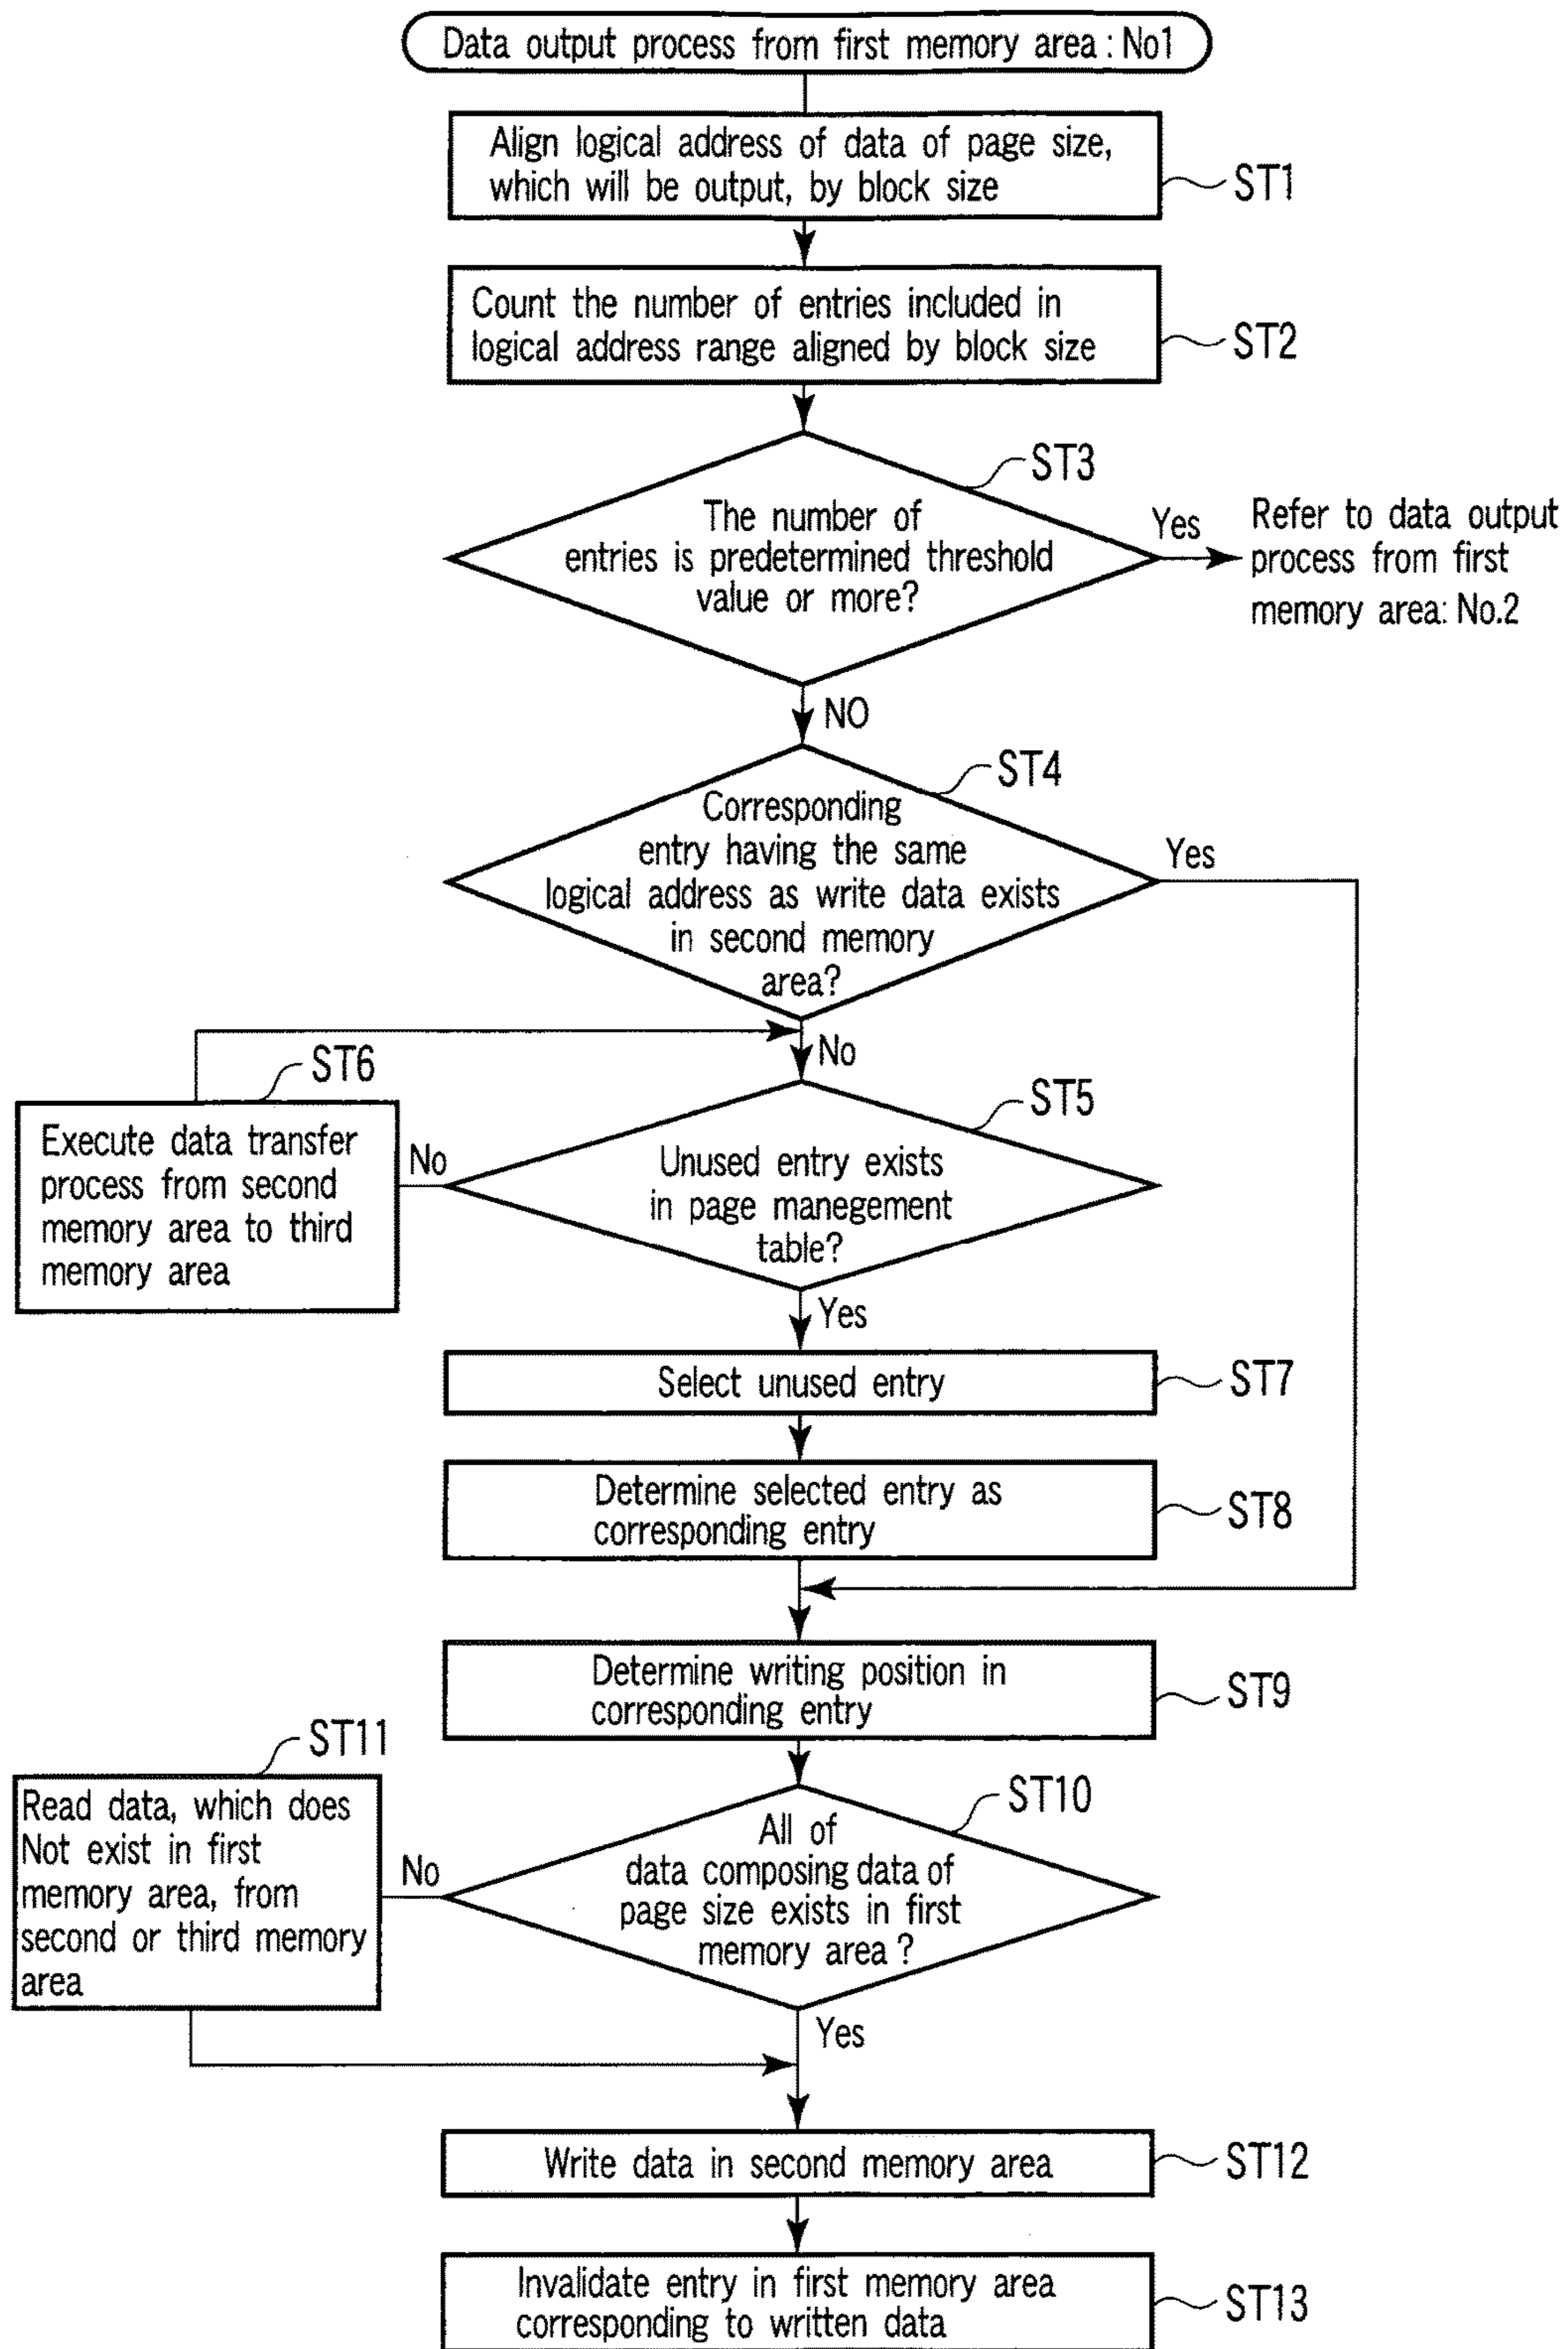 Data output process from first memory area : No1
Align logical address of data of page size,
which will be output, by block size
ST1
Count the number of entries included in
logical address range aligned by block size
ST2
ST3
The number of
entries is predetermined threshold
value or more?
Yes
Refer to data output
process from first
memory area: No.2
NO
ST4
Corresponding
entry having the same
logical address as write data exists
in second memory
area?
Yes
No
ST6
Execute data transfer
process from second
memory area to third
memory area
No
ST5
Unused entry exists
in page manegement
table?
Yes
Select unused entry
ST7
Determine selected entry as
corresponding entry
ST8
Determine writing position in
corresponding entry
ST9
ST11
Read data, which does
Not exist in first
memory area, from
second or third memory
area
No
ST10
All of
data composing data of
page size exists in first
memory area ?
Yes
Write data in second memory area
ST12
Invalidate entry in first memory area
corresponding to written data
ST13